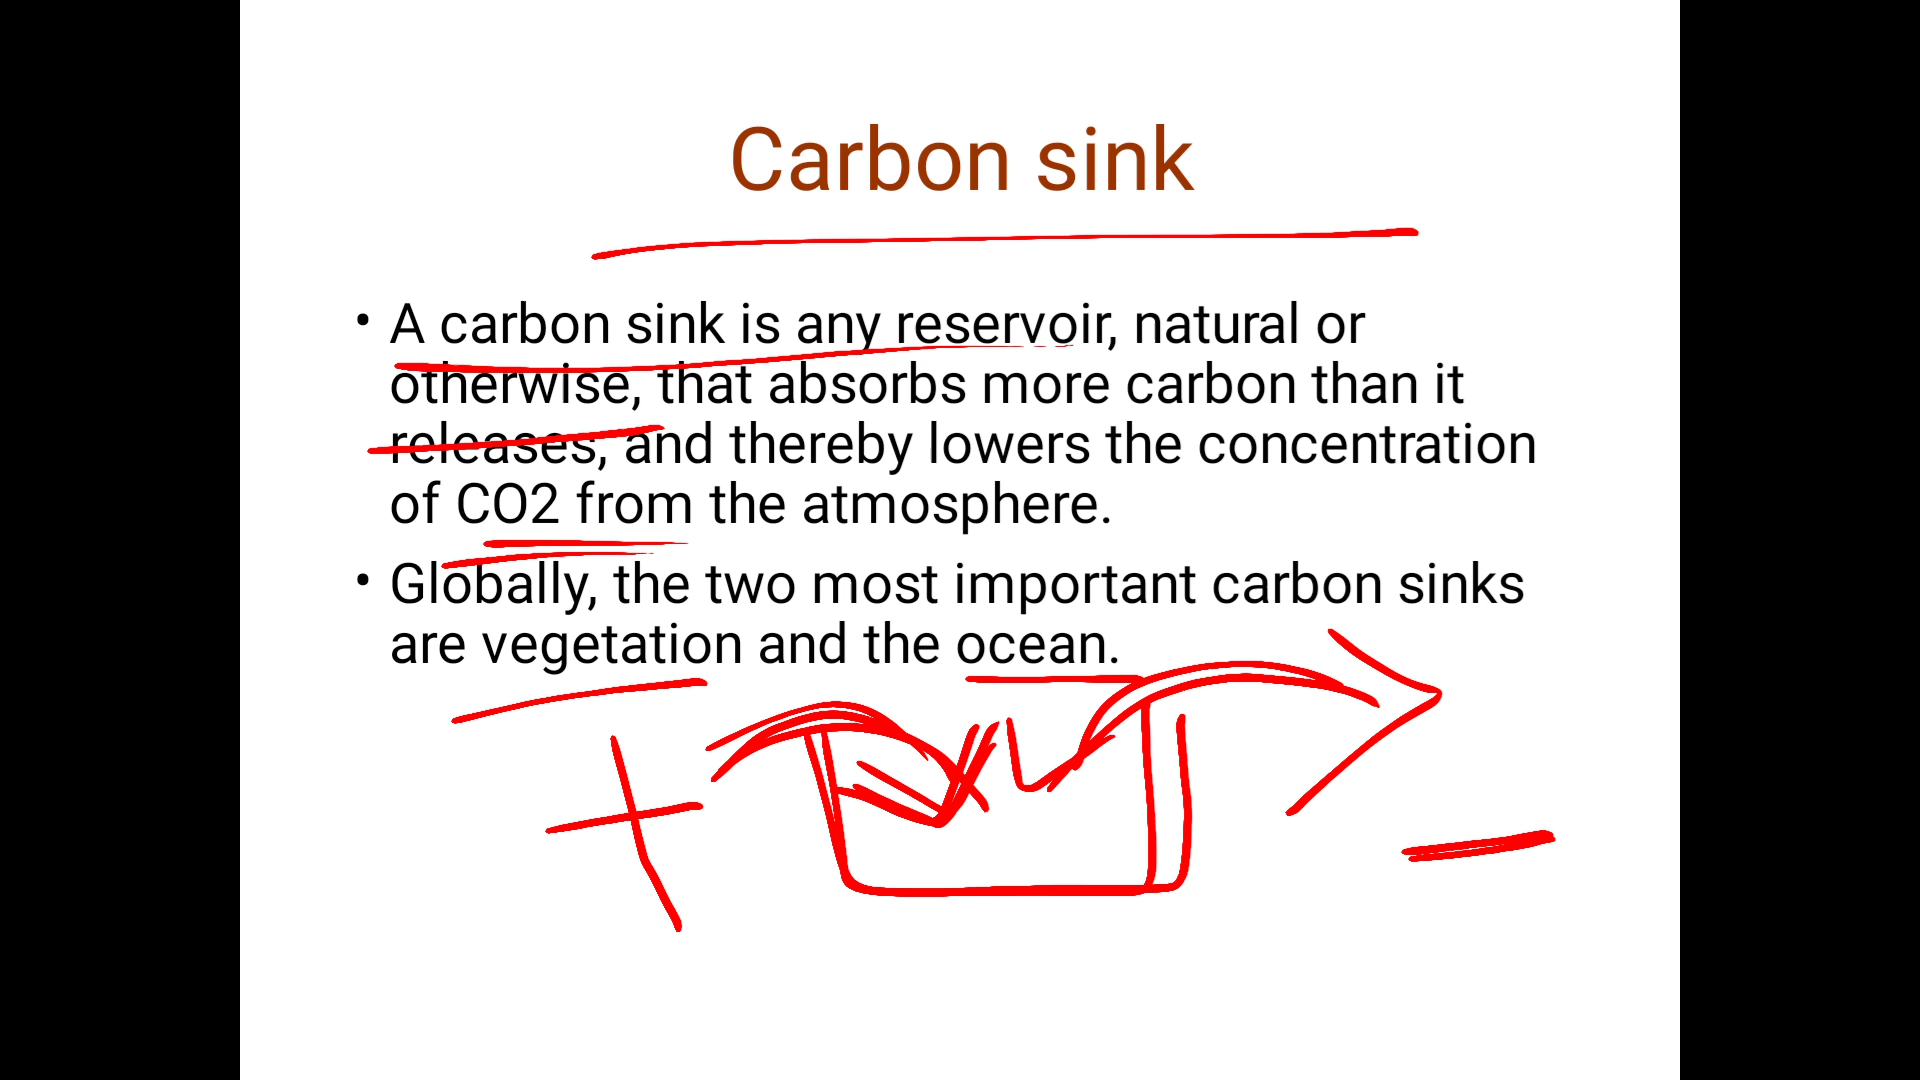 Carbon sink
• A carbon sink is any reservoir, natural or
otherwise, that absorbs more carbon than it
releases, and thereby lowers the concentration
of CO2 from the atmosphere.
• Globally, the two most important carbon sinks
are vegetation and the ocean.
+
−